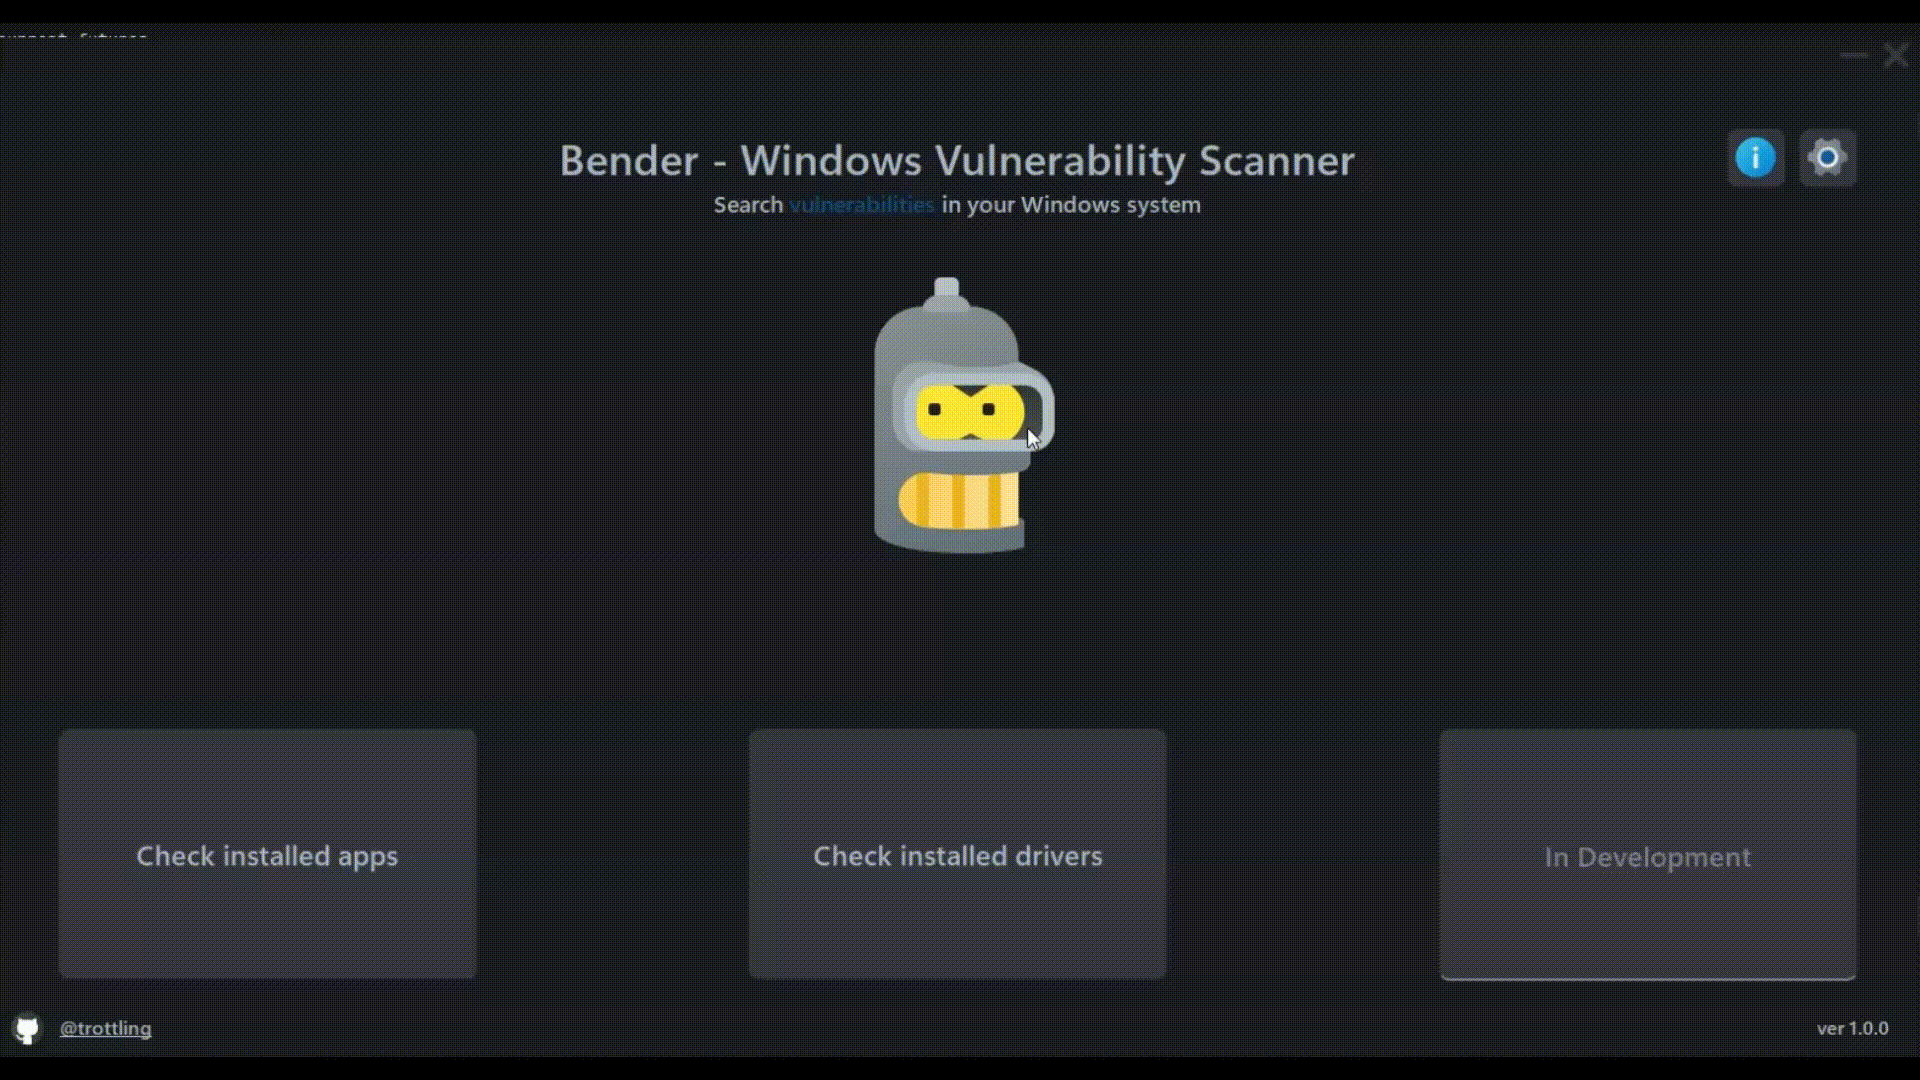 Bender - Windows Vulnerability Scanner
Search vulnerabilities in your Windows system
Check installed apps
Check installed drivers
In Development
@trottling
ver 1.0.0